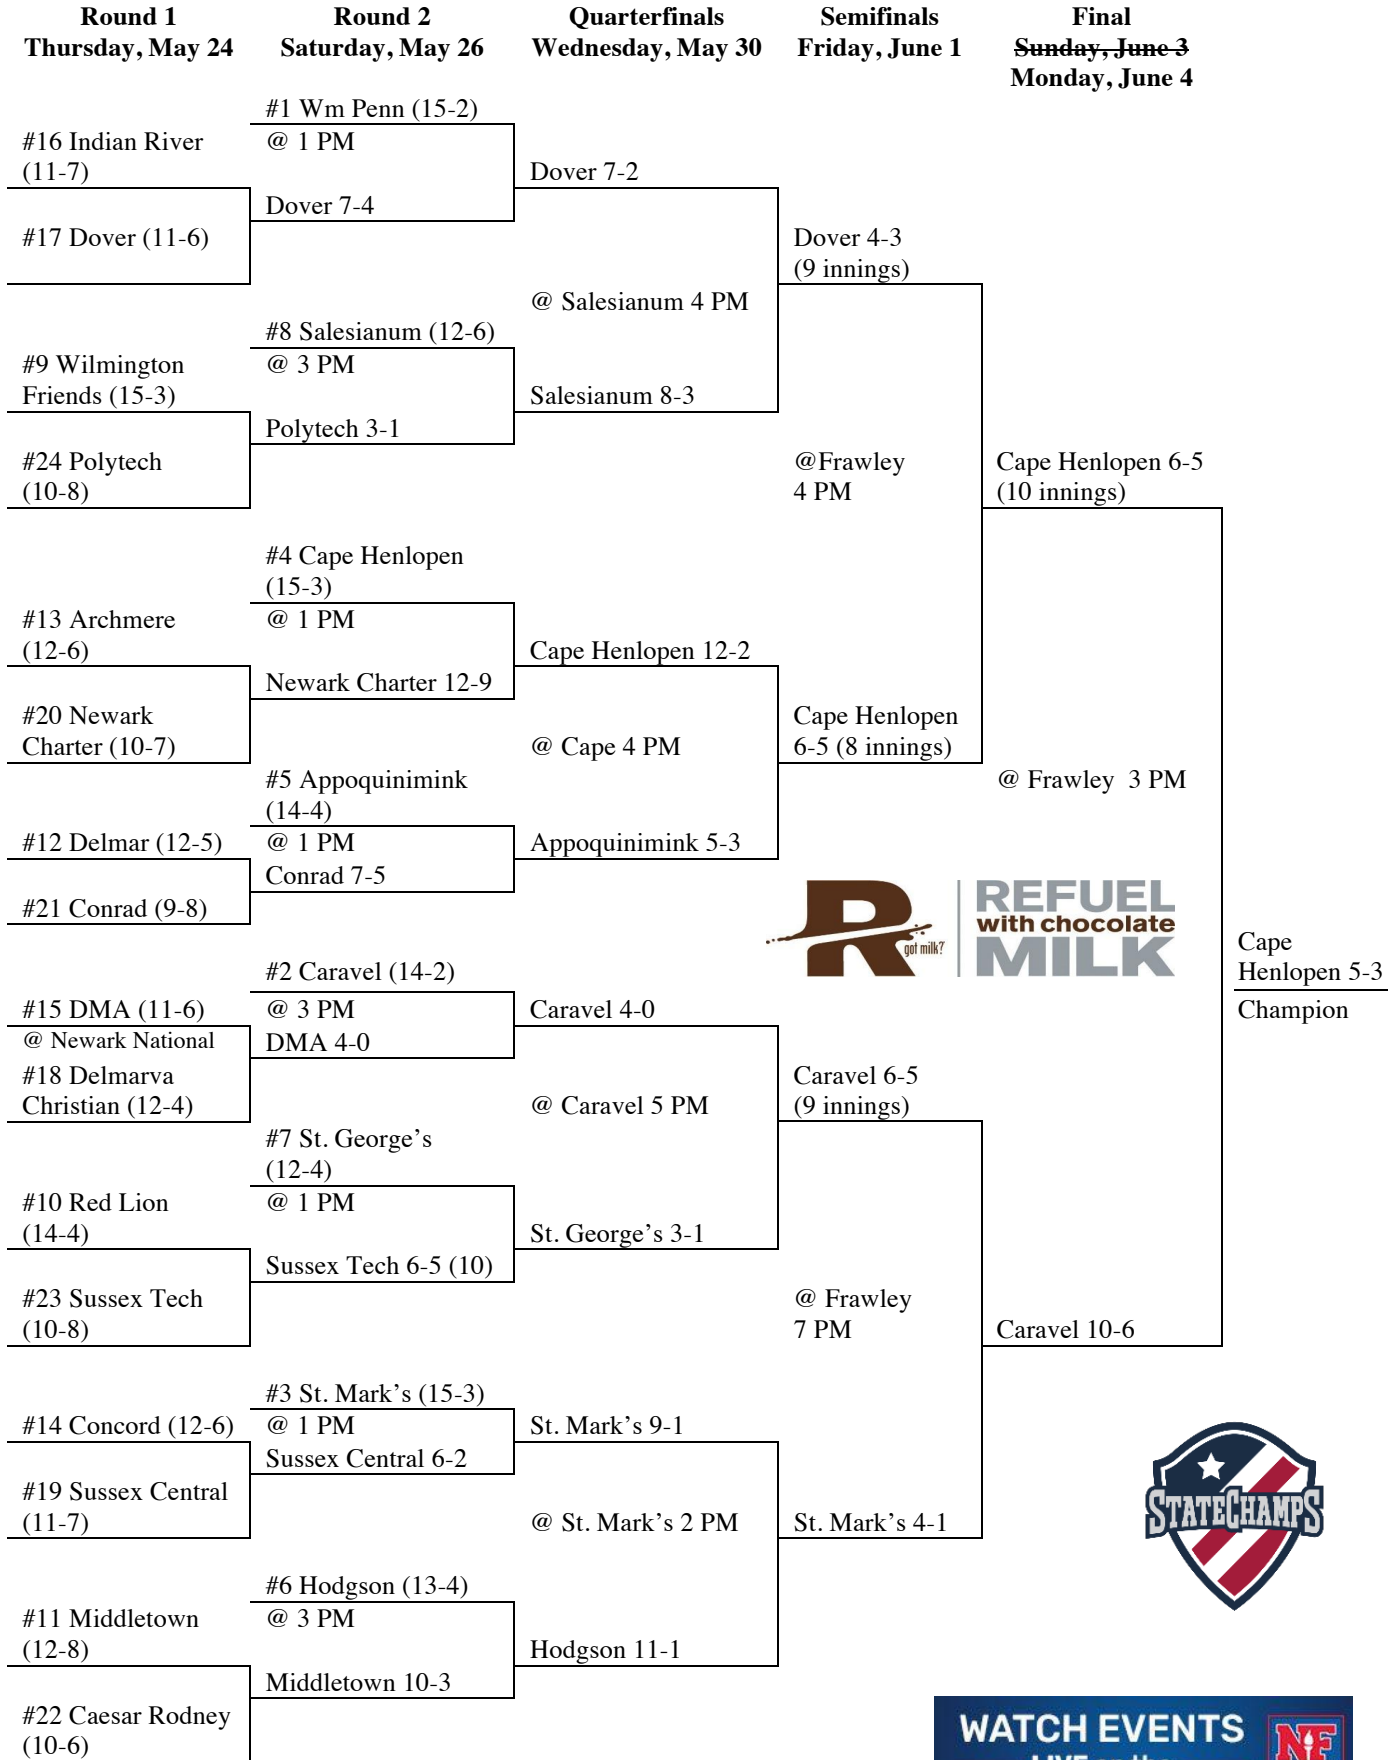 Round 1
Thursday, May 24
Round 2
Saturday, May 26
Quarterfinals
Wednesday, May 30
Semifinals
Friday, June 1
Final
Sunday, June 3
Monday, June 4
#16 Indian River
(11-7)
#17 Dover (11-6)
#9 Wilmington
Friends (15-3)
#24 Polytech
(10-8)
#13 Archmere
(12-6)
#20 Newark
Charter (10-7)
#12 Delmar (12-5)
#21 Conrad (9-8)
#15 DMA (11-6)
@ Newark National
#18 Delmarva
Christian (12-4)
#10 Red Lion
(14-4)
#23 Sussex Tech
(10-8)
#14 Concord (12-6)
#19 Sussex Central
(11-7)
#11 Middletown
(12-8)
#22 Caesar Rodney
(10-6)
#1 Wm Penn (15-2)
@ 1 PM
Dover 7-4
#8 Salesianum (12-6)
@ 3 PM
Polytech 3-1
#4 Cape Henlopen
(15-3)
@ 1 PM
Newark Charter 12-9
#5 Appoquinimink
(14-4)
@ 1 PM
Conrad 7-5
#2 Caravel (14-2)
@ 3 PM
DMA 4-0
#7 St. George’s
(12-4)
@ 1 PM
Sussex Tech 6-5 (10)
#3 St. Mark’s (15-3)
@ 1 PM
Sussex Central 6-2
#6 Hodgson (13-4)
@ 3 PM
Middletown 10-3
Dover 7-2
@ Salesianum 4 PM
Salesianum 8-3
Cape Henlopen 12-2
@ Cape 4 PM
Appoquinimink 5-3
Caravel 4-0
@ Caravel 5 PM
St. George’s 3-1
St. Mark’s 9-1
@ St. Mark’s 2 PM
Hodgson 11-1
Dover 4-3
(9 innings)
@Frawley
4 PM
Cape Henlopen
6-5 (8 innings)
Caravel 6-5
(9 innings)
@ Frawley
7 PM
St. Mark’s 4-1
Cape Henlopen 6-5
(10 innings)
@ Frawley 3 PM
Caravel 10-6
Cape
Henlopen 5-3
Champion
R
got milk?
REFUEL
with chocolate
MILK
STATECHAMPS
WATCH EVENTS
NF